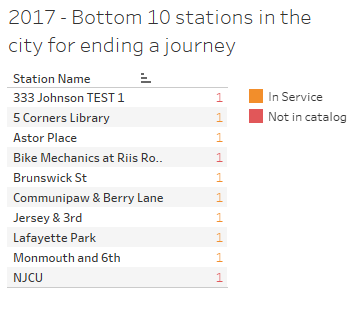 2017 - Bottom 10 stations in the
city for ending a journey
Station Name
In Service
Not in catalog
333 Johnson TEST 1 1
5 Corners Library 1
Astor Place 1
Bike Mechanics at Riis Ro.. 1
Brunswick St 1
Communipaw & Berry Lane 1
Jersey & 3rd 1
Lafayette Park 1
Monmouth and 6th 1
NJCU 1